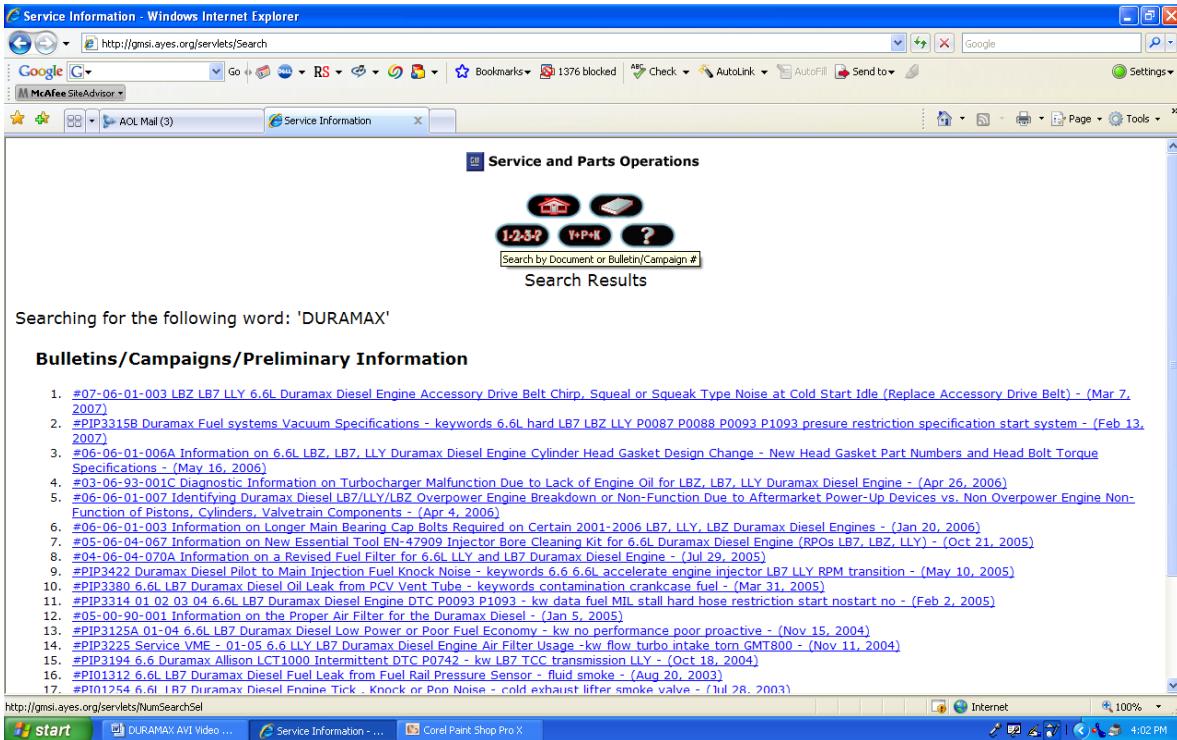 Service Information - Windows Internet Explorer
http://gmsi.ayes.org/servlets/Search
Google
Google G Go RS Bookmarks 1376 blocked ABC Check AutoLink AutoFill Send to Settings
McAfee SiteAdvisor
AOL Mail (3) Service Information x Page Tools »
GM Service and Parts Operations
1-2-3-? Y+P+K ?
Search by Document or Bulletin/Campaign #
Search Results
Searching for the following word: 'DURAMAX'
Bulletins/Campaigns/Preliminary Information
1. #07-06-01-003 LBZ LB7 LLY 6.6L Duramax Diesel Engine Accessory Drive Belt Chirp, Squeal or Squeak Type Noise at Cold Start Idle (Replace Accessory Drive Belt) - (Mar 7,
2007)
2. #PIP3315B Duramax Fuel systems Vacuum Specifications - keywords 6.6L hard LB7 LBZ LLY P0087 P0088 P0093 P1093 presure restriction specification start system - (Feb 13,
2007)
3. #06-06-01-006A Information on 6.6L LBZ, LB7, LLY Duramax Diesel Engine Cylinder Head Gasket Design Change - New Head Gasket Part Numbers and Head Bolt Torque
Specifications - (May 16, 2006)
4. #03-06-93-001C Diagnostic Information on Turbocharger Malfunction Due to Lack of Engine Oil for LBZ, LB7, LLY Duramax Diesel Engine - (Apr 26, 2006)
5. #06-06-01-007 Identifying Duramax Diesel LB7/LLY/LBZ Overpower Engine Breakdown or Non-Function Due to Aftermarket Power-Up Devices vs. Non Overpower Engine Non-
Function of Pistons, Cylinders, Valvetrain Components - (Apr 4, 2006)
6. #06-06-01-003 Information on Longer Main Bearing Cap Bolts Required on Certain 2001-2006 LB7, LLY, LBZ Duramax Diesel Engines - (Jan 20, 2006)
7. #05-06-04-067 Information on New Essential Tool EN-47909 Injector Bore Cleaning Kit for 6.6L Duramax Diesel Engine (RPOs LB7, LBZ, LLY) - (Oct 21, 2005)
8. #04-06-04-070A Information on a Revised Fuel Filter for 6.6L LLY and LB7 Duramax Diesel Engine - (Jul 29, 2005)
9. #PIP3422 Duramax Diesel Pilot to Main Injection Fuel Knock Noise - keywords 6.6 6.6L accelerate engine injector LB7 LLY RPM transition - (May 10, 2005)
10. #PIP3380 6.6L LB7 Duramax Diesel Oil Leak from PCV Vent Tube - keywords contamination crankcase fuel - (Mar 31, 2005)
11. #PIP3314 01 02 03 04 6.6L LB7 Duramax Diesel Engine DTC P0093 P1093 - kw data fuel MIL stall hard hose restriction start nostart no - (Feb 2, 2005)
12. #05-00-90-001 Information on the Proper Air Filter for the Duramax Diesel - (Jan 5, 2005)
13. #PIP3125A 01-04 6.6L LB7 Duramax Diesel Low Power or Poor Fuel Economy - kw no performance poor proactive - (Nov 15, 2004)
14. #PIP3225 Service VME - 01-05 6.6 LLY LB7 Duramax Diesel Engine Air Filter Usage -kw flow turbo intake torn GMT800 - (Nov 11, 2004)
15. #PIP3194 6.6 Duramax Allison LCT1000 Intermittent DTC P0742 - kw LB7 TCC transmission LLY - (Oct 18, 2004)
16. #PI01312 6.6L LB7 Duramax Diesel Fuel Leak from Fuel Rail Pressure Sensor - fluid smoke - (Aug 20, 2003)
17. #PI01254 6.6L LB7 Duramax Diesel Engine Tick , Knock or Pop Noise - cold exhaust lifter smoke valve - (Jul 28, 2003)
http://gmsi.ayes.org/servlets/NumSearchSel Internet 100%
start DURAMAX AVI Video ... Service Information - ... Corel Paint Shop Pro X 4:02 PM